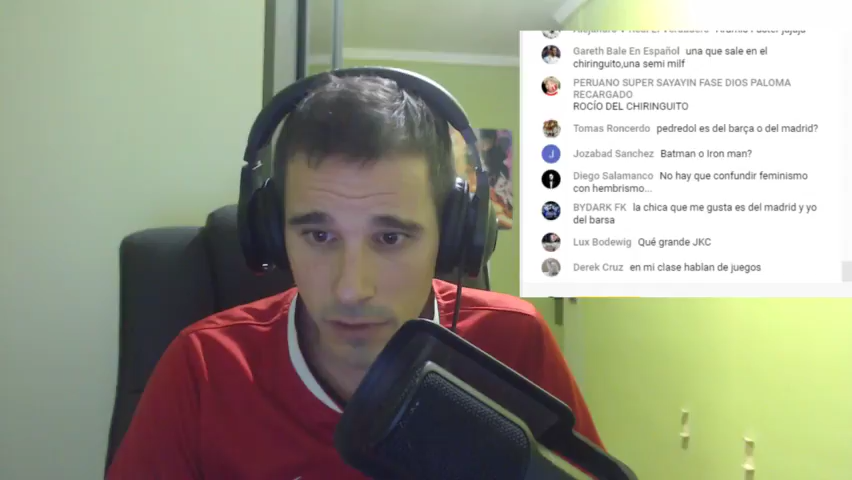 Gareth Bale En Español una que sale en el
chiringuito,una semi milf
PERUANO SUPER SAYAYIN FASE DIOS PALOMA
RECARGADO
ROCÍO DEL CHIRINGUITO
Tomas Roncerdo pedredol es del barça o del madrid?
J Jozabad Sanchez Batman o Iron man?
Diego Salamanco No hay que confundir feminismo
con hembrismo...
BYDARK FK la chica que me gusta es del madrid y yo
del barsa
Lux Bodewig Qué grande JKC
Derek Cruz en mi clase hablan de juegos